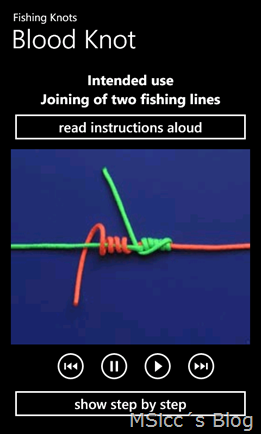 Fishing Knots
Blood Knot
Intended use
Joining of two fishing lines
read instructions aloud
show step by step
MSicc´s Blog